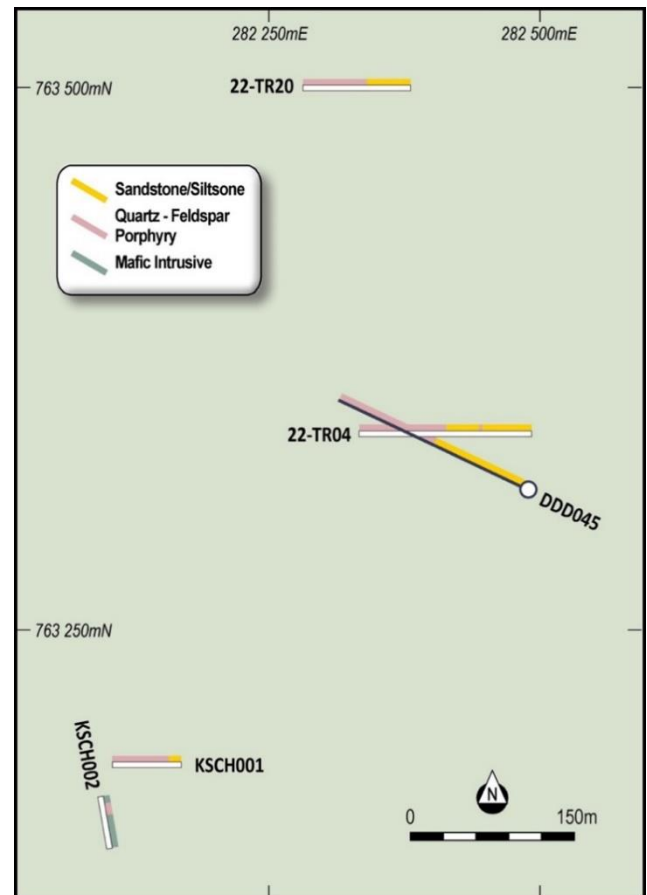 282 250mE
282 500mE
763 500mN
22-TR20
Sandstone/Siltsone
Quartz - Feldspar
Porphyry
Mafic Intrusive
22-TR04
DDD045
763 250mN
KSCH002
KSCH001
N
0
150m